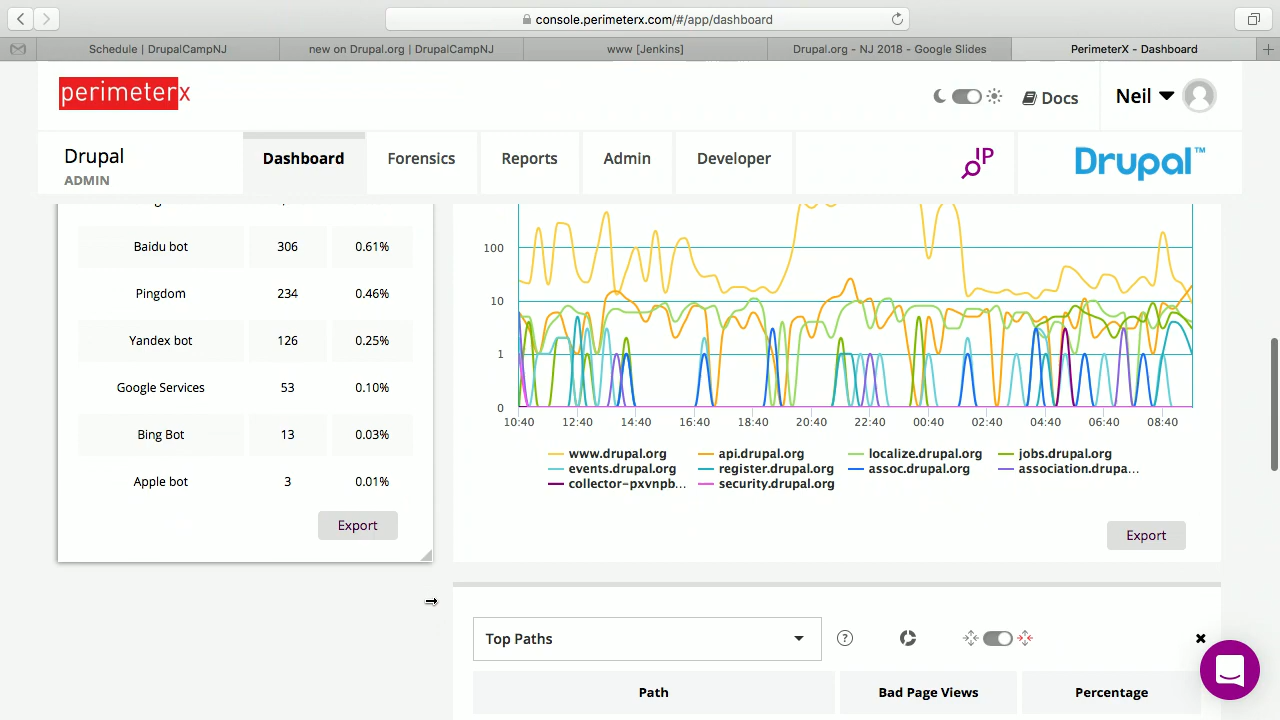 console.perimeterx.com/#/app/dashboard
Schedule | DrupalCampNJ
new on Drupal.org | DrupalCampNJ
www [Jenkins]
Drupal.org - NJ 2018 - Google Slides
PerimeterX - Dashboard
perimeterx
Docs
Neil
Drupal
ADMIN
Dashboard
Forensics
Reports
Admin
Developer
IP
Drupal™
Baidu bot 306 0.61%
Pingdom 234 0.46%
Yandex bot 126 0.25%
Google Services 53 0.10%
Bing Bot 13 0.03%
Apple bot 3 0.01%
Export
100
10
1
0
10:40 12:40 14:40 16:40 18:40 20:40 22:40 00:40 02:40 04:40 06:40 08:40
www.drupal.org api.drupal.org localize.drupal.org jobs.drupal.org
events.drupal.org register.drupal.org assoc.drupal.org association.drupa...
collector-pxvnpb... security.drupal.org
Export
Top Paths
?
Path Bad Page Views Percentage